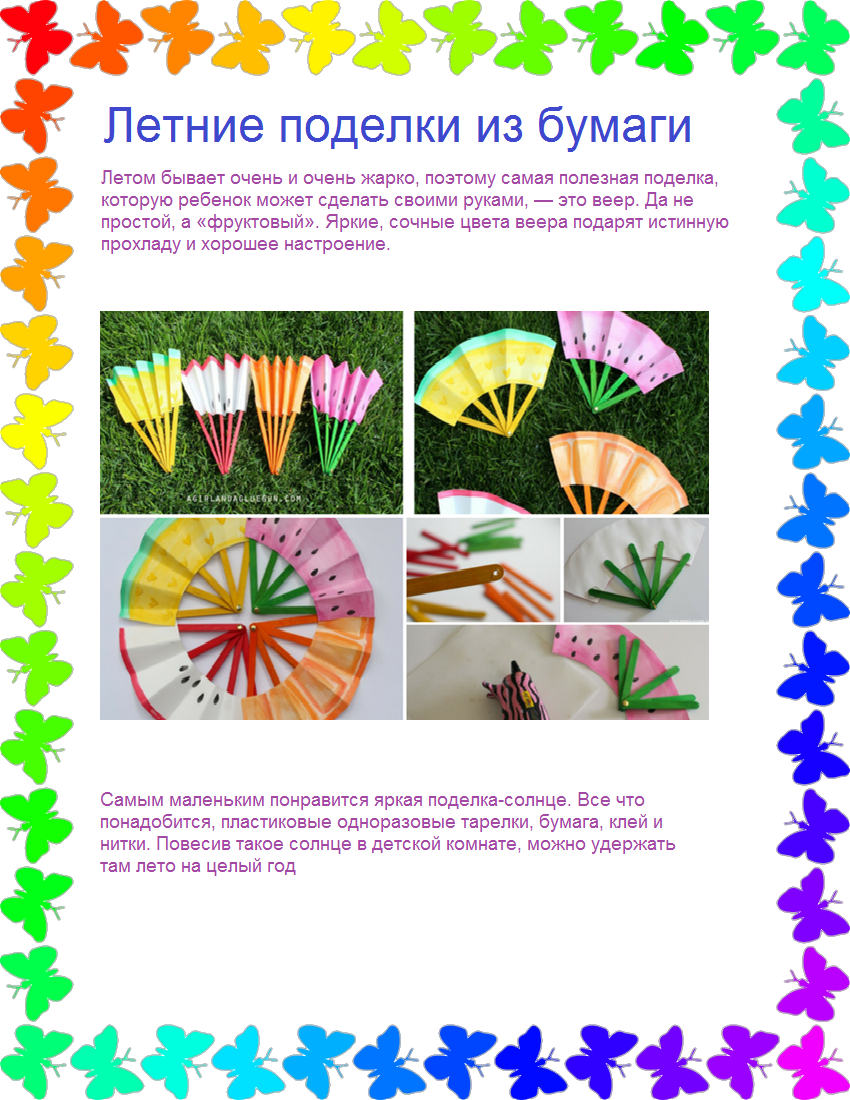 Летние поделки из бумаги
Летом бывает очень и очень жарко, поэтому самая полезная поделка,
которую ребенок может сделать своими руками, — это веер. Да не
простой, а «фруктовый». Яркие, сочные цвета веера подарят истинную
прохладу и хорошее настроение.
AGIRLANDAGLUEGUN.COM
Самым маленьким понравится яркая поделка-солнце. Все что
понадобится, пластиковые одноразовые тарелки, бумага, клей и
нитки. Повесив такое солнце в детской комнате, можно удержать
там лето на целый год